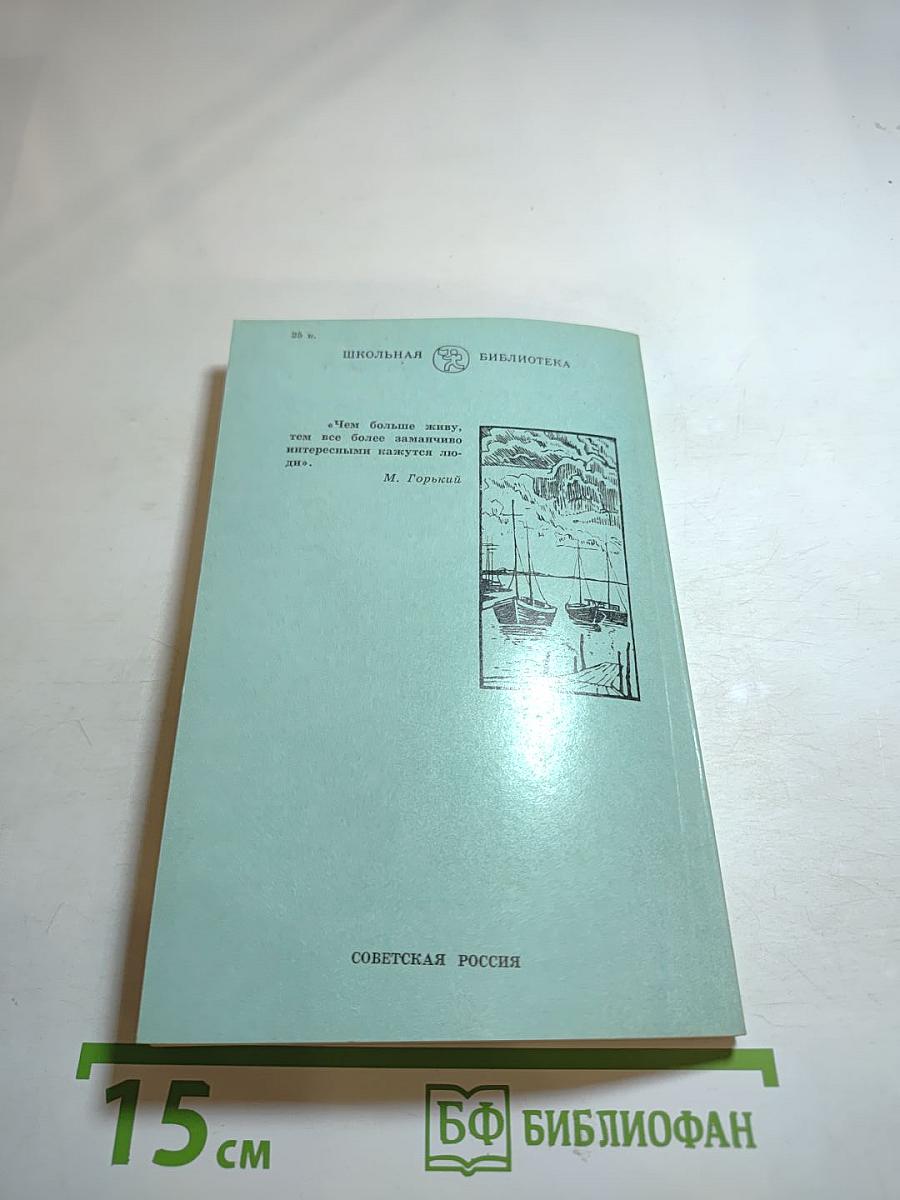 25 к.
ШКОЛЬНАЯ БИБЛИОТЕКА
«Чем больше живу,
тем все более заманчиво
интересными кажутся лю-
ди».
М. Горький
СОВЕТСКАЯ РОССИЯ
15 см
БФ БИБЛИОФАН